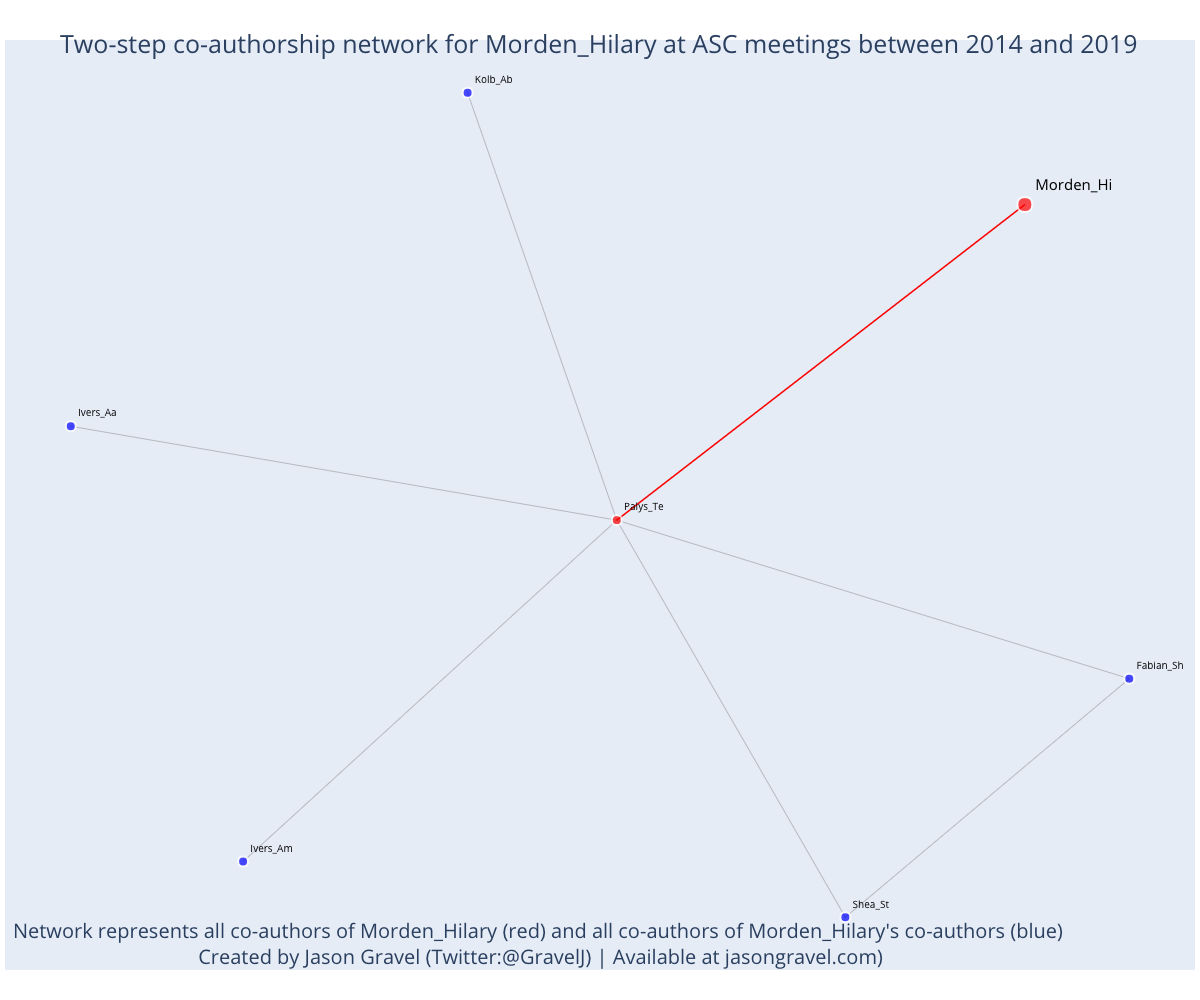 Two-step co-authorship network for Morden_Hilary at ASC meetings between 2014 and 2019
Kolb_Ab
Morden_Hi
Ivers_Aa
Palys_Te
Fabian_Sh
Ivers_Am
Shea_St
Network represents all co-authors of Morden_Hilary (red) and all co-authors of Morden_Hilary's co-authors (blue)
Created by Jason Gravel (Twitter:@GravelJ) | Available at jasongravel.com)